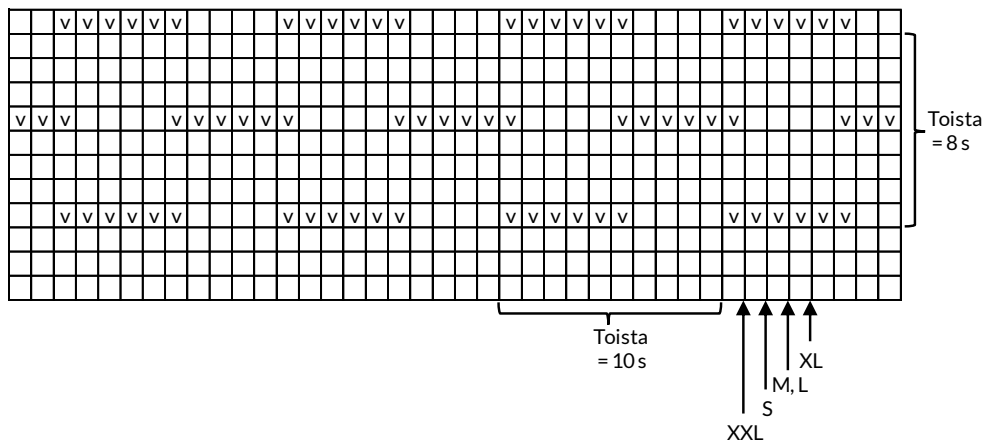 v v v v v v v v v v v v v v v v v v v v v v v v
v v v v v v v v v v v v v v v v v v v v v v v v
Toista
= 8 s
v v v v v v v v v v v v v v v v v v v v v v v v
Toista
= 10 s
XL
M, L
S
XXL